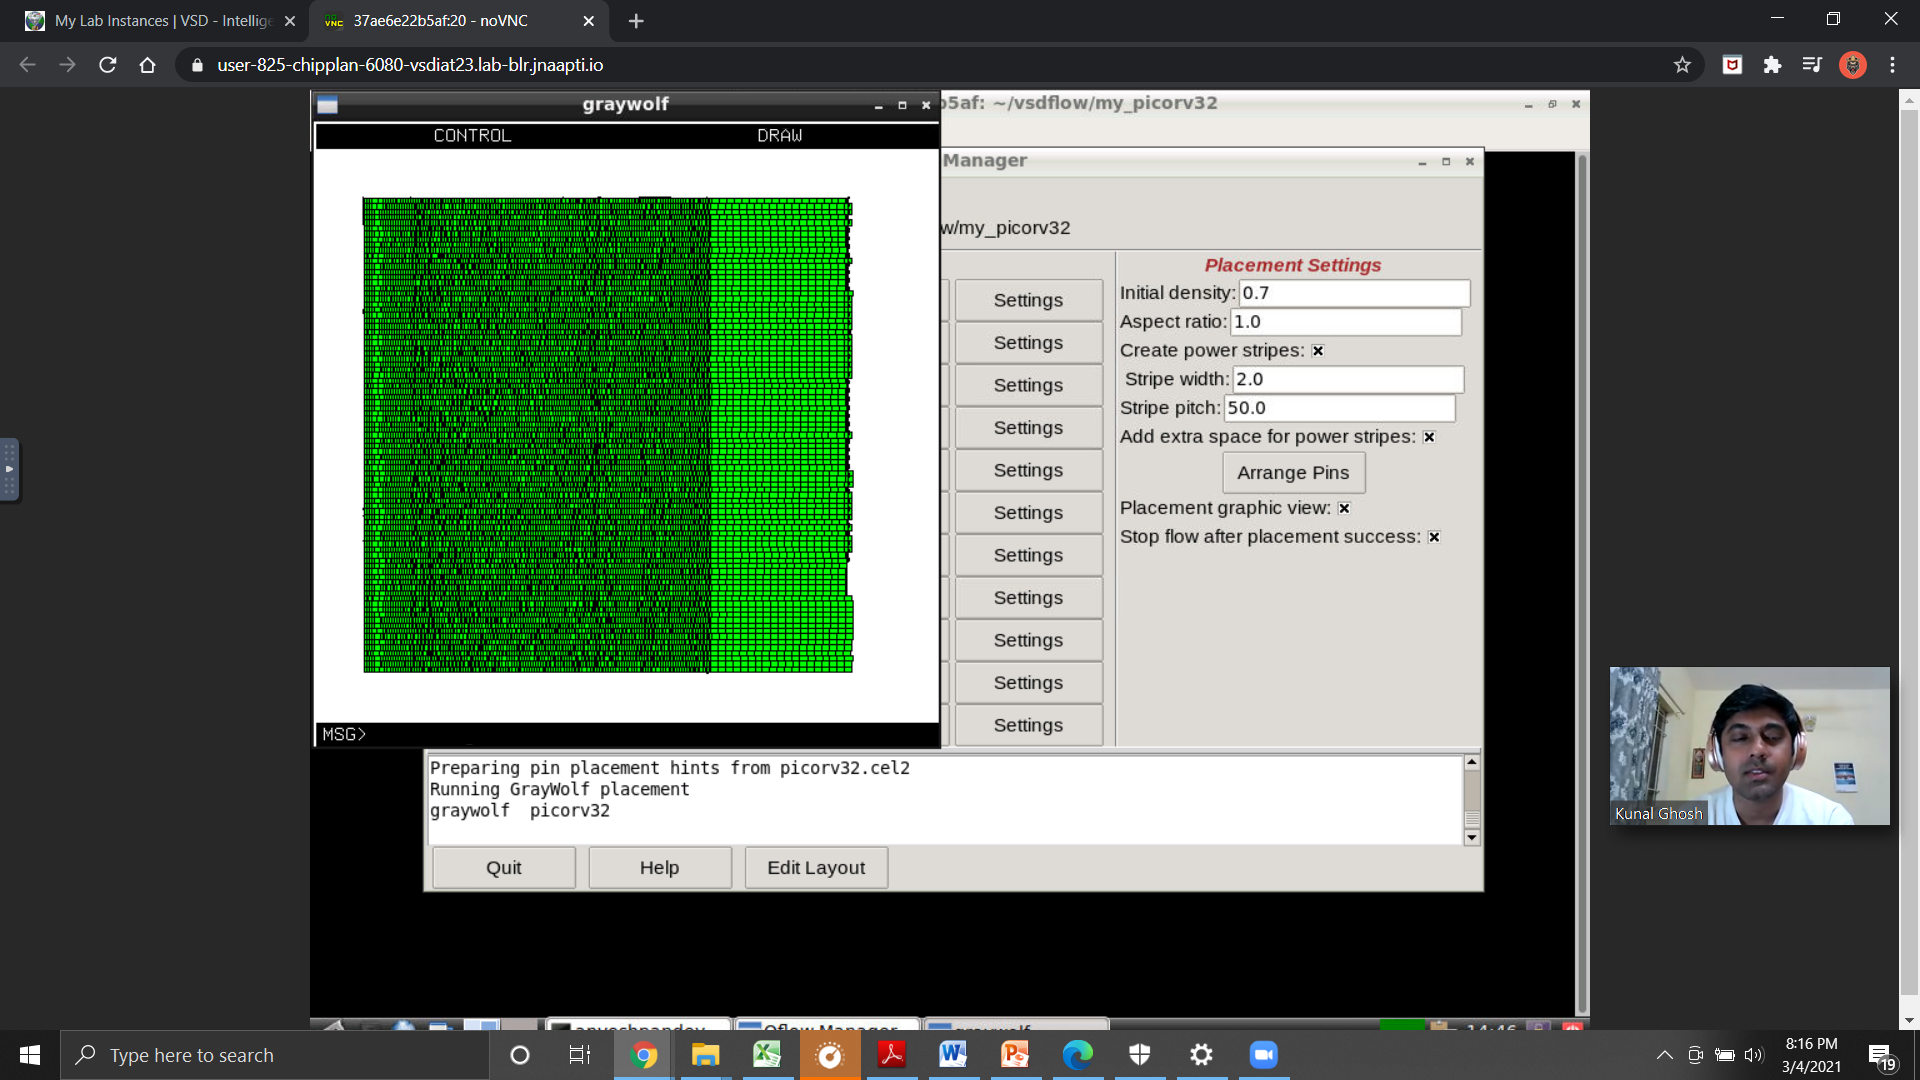 My Lab Instances | VSD - Intellige
37ae6e22b5af:20 - noVNC
user-825-chipplan-6080-vsdiat23.lab-blr.jnaapti.io
graywolf
b5af: ~/vsdflow/my_picorv32
CONTROL
DRAW
Manager
w/my_picorv32
Placement Settings
Settings
Initial density: 0.7
Aspect ratio: 1.0
Settings
Create power stripes:
Settings
Stripe width: 2.0
Stripe pitch: 50.0
Settings
Add extra space for power stripes:
Settings
Arrange Pins
Settings
Placement graphic view:
Stop flow after placement success:
Settings
Settings
Settings
Settings
Settings
MSG>
Preparing pin placement hints from picorv32.cel2
Running GrayWolf placement
graywolf  picorv32
Quit
Help
Edit Layout
Kunal Ghosh
Qflow Manager
graywolf
14:46
Type here to search
8:16 PM
3/4/2021
19